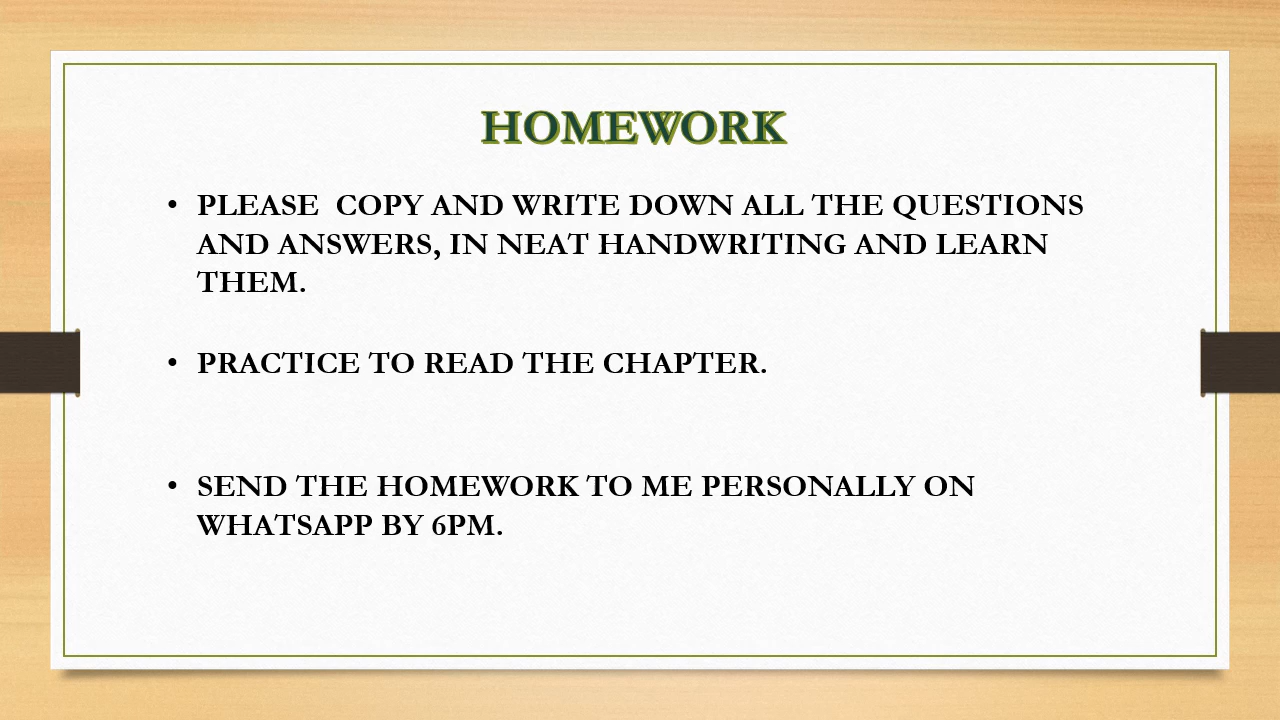 HOMEWORK
• PLEASE  COPY AND WRITE DOWN ALL THE QUESTIONS
AND ANSWERS, IN NEAT HANDWRITING AND LEARN
THEM.
• PRACTICE TO READ THE CHAPTER.
• SEND THE HOMEWORK TO ME PERSONALLY ON
WHATSAPP BY 6PM.